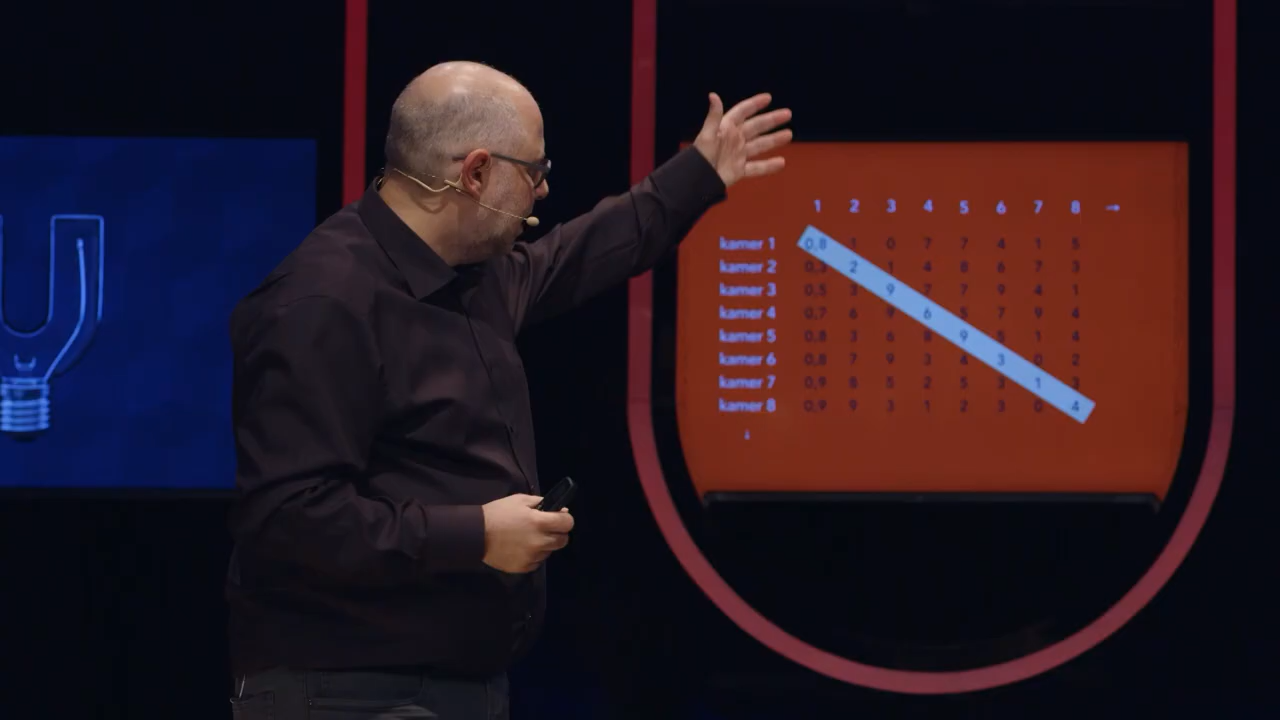 1 2 3 4 5 6 7 8 →
kamer 1 0,8 1 0 7 7 4 1 5
kamer 2 0,3 2 1 4 8 6 7 3
kamer 3 0,5 3 9 7 7 9 4 1
kamer 4 0,7 6 9 6 5 7 9 4
kamer 5 0,8 3 6 8 9 5 1 4
kamer 6 0,8 7 9 3 4 3 0 2
kamer 7 0,9 8 5 2 5 3 1 3
kamer 8 0,9 9 3 1 2 3 0 4
↓